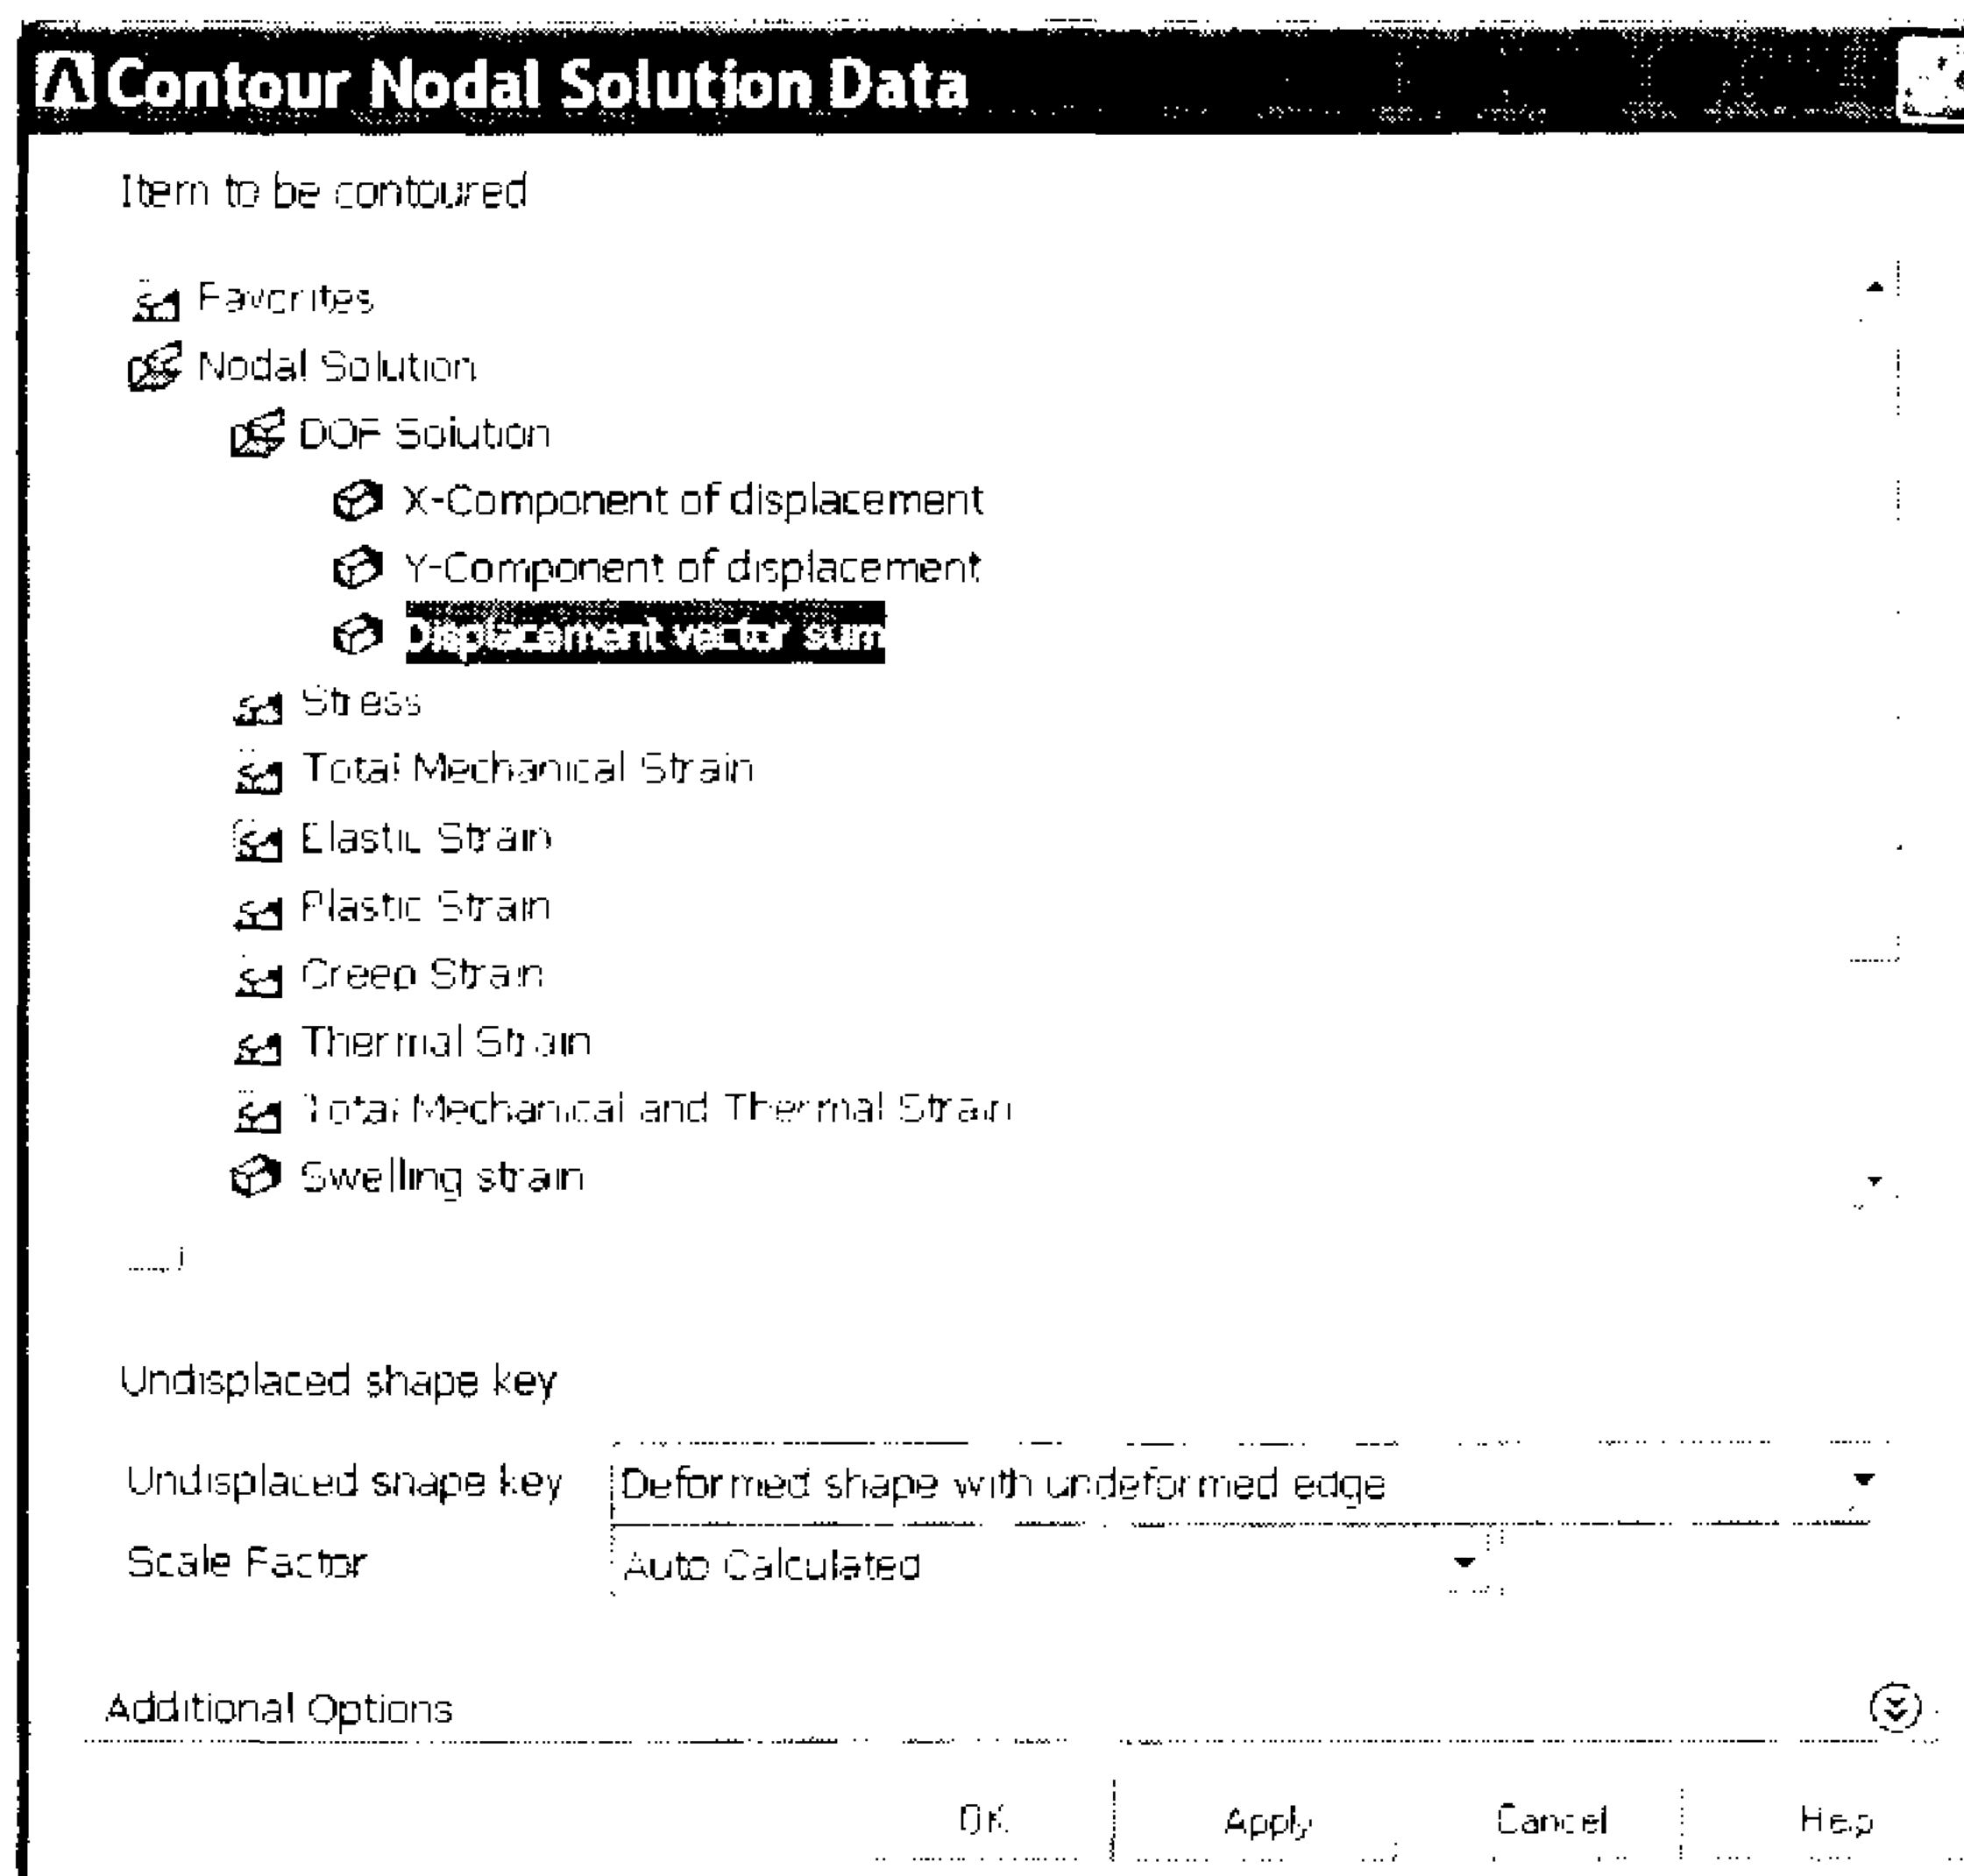 Contour Nodal Solution Data
Item to be contoured
Favorites
Nodal Solution
DOF Solution
X-Component of displacement
Y-Component of displacement
Displacement vector sum
Stress
Total Mechanical Strain
Elastic Strain
Plastic Strain
Creep Strain
Thermal Strain
Total Mechanical and Thermal Strain
Swelling strain
Undisplaced shape key
Undisplaced shape key Deformed shape with undeformed edge
Scale Factor Auto Calculated
Additional Options
OK Apply Cancel Help